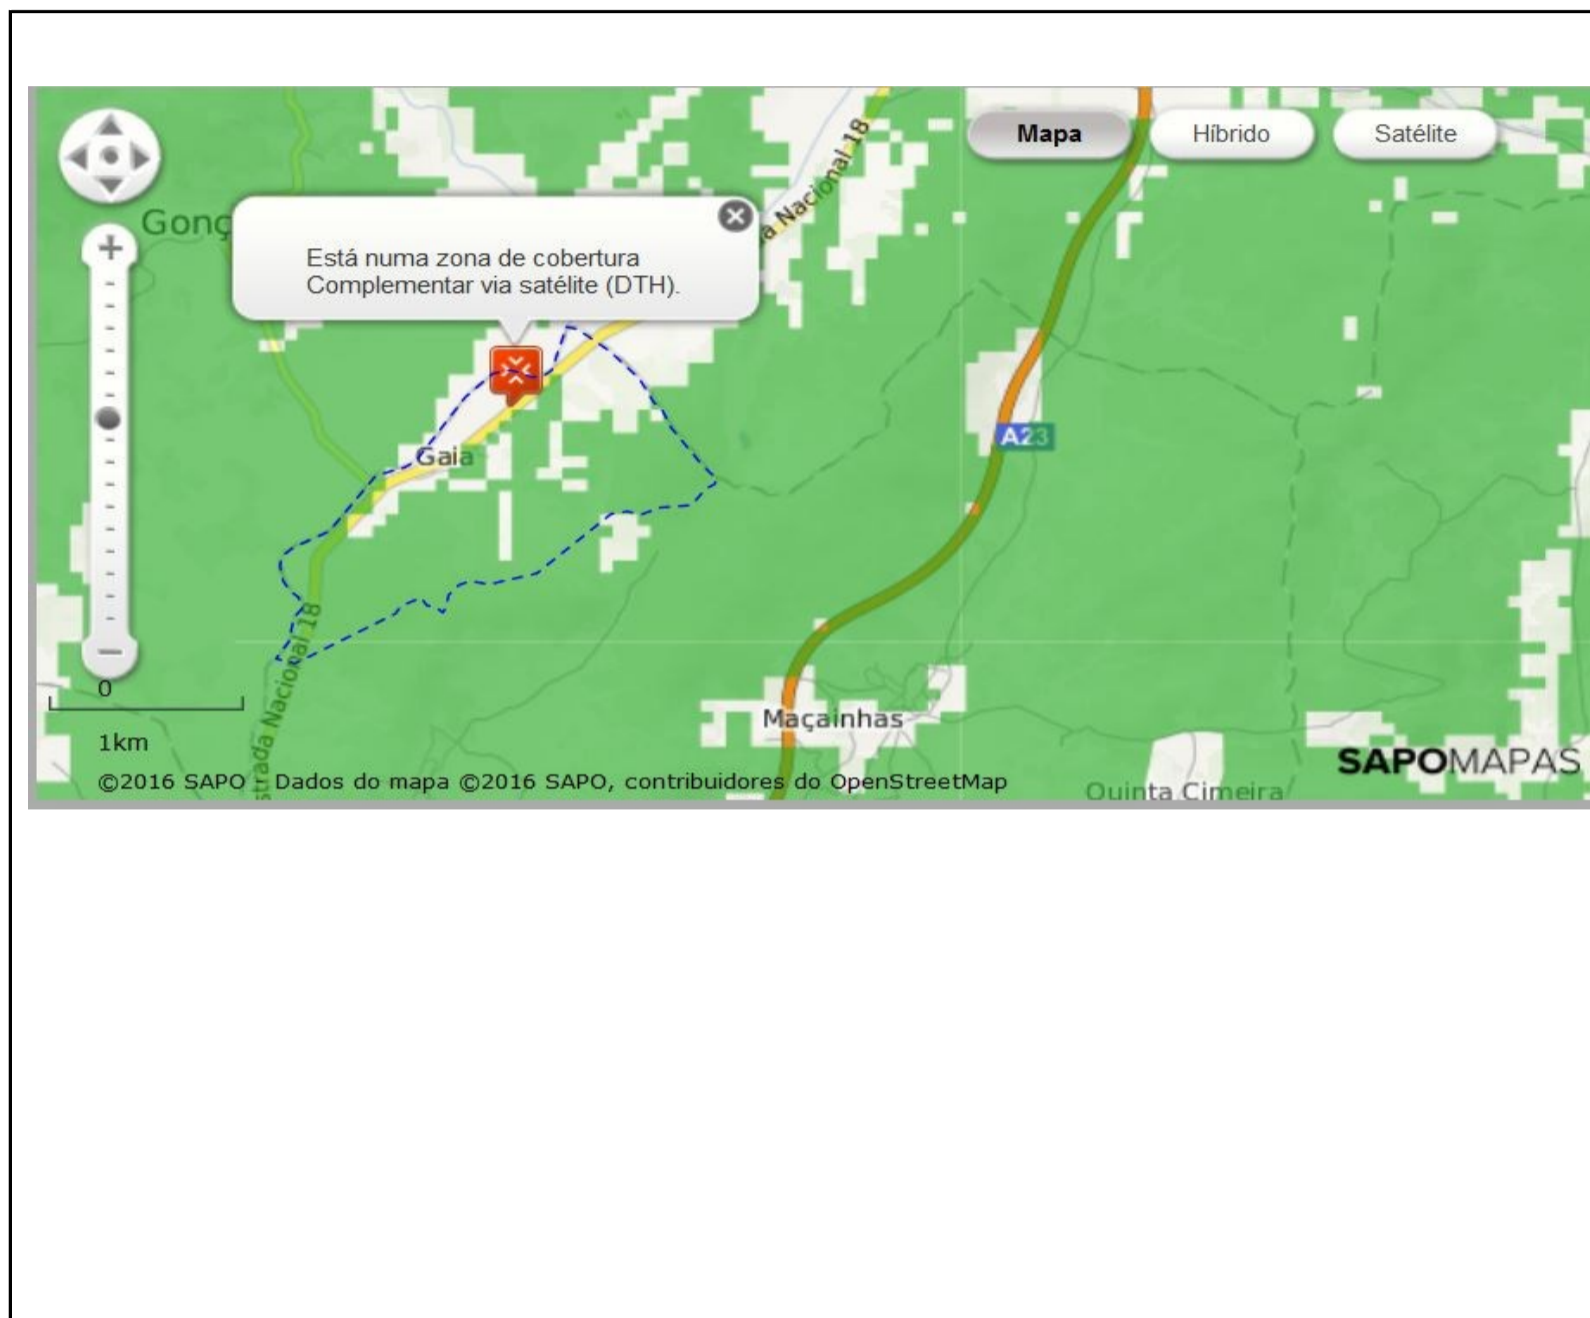 Mapa
Híbrido
Satélite
Gonç
a Nacional 18
Está numa zona de cobertura
Complementar via satélite (DTH).
+
Gaia
A23
strada Nacional 18
−
0
1km
Maçainhas
SAPOMAPAS
©2016 SAPO - Dados do mapa ©2016 SAPO, contribuidores do OpenStreetMap
Quinta Cimeira